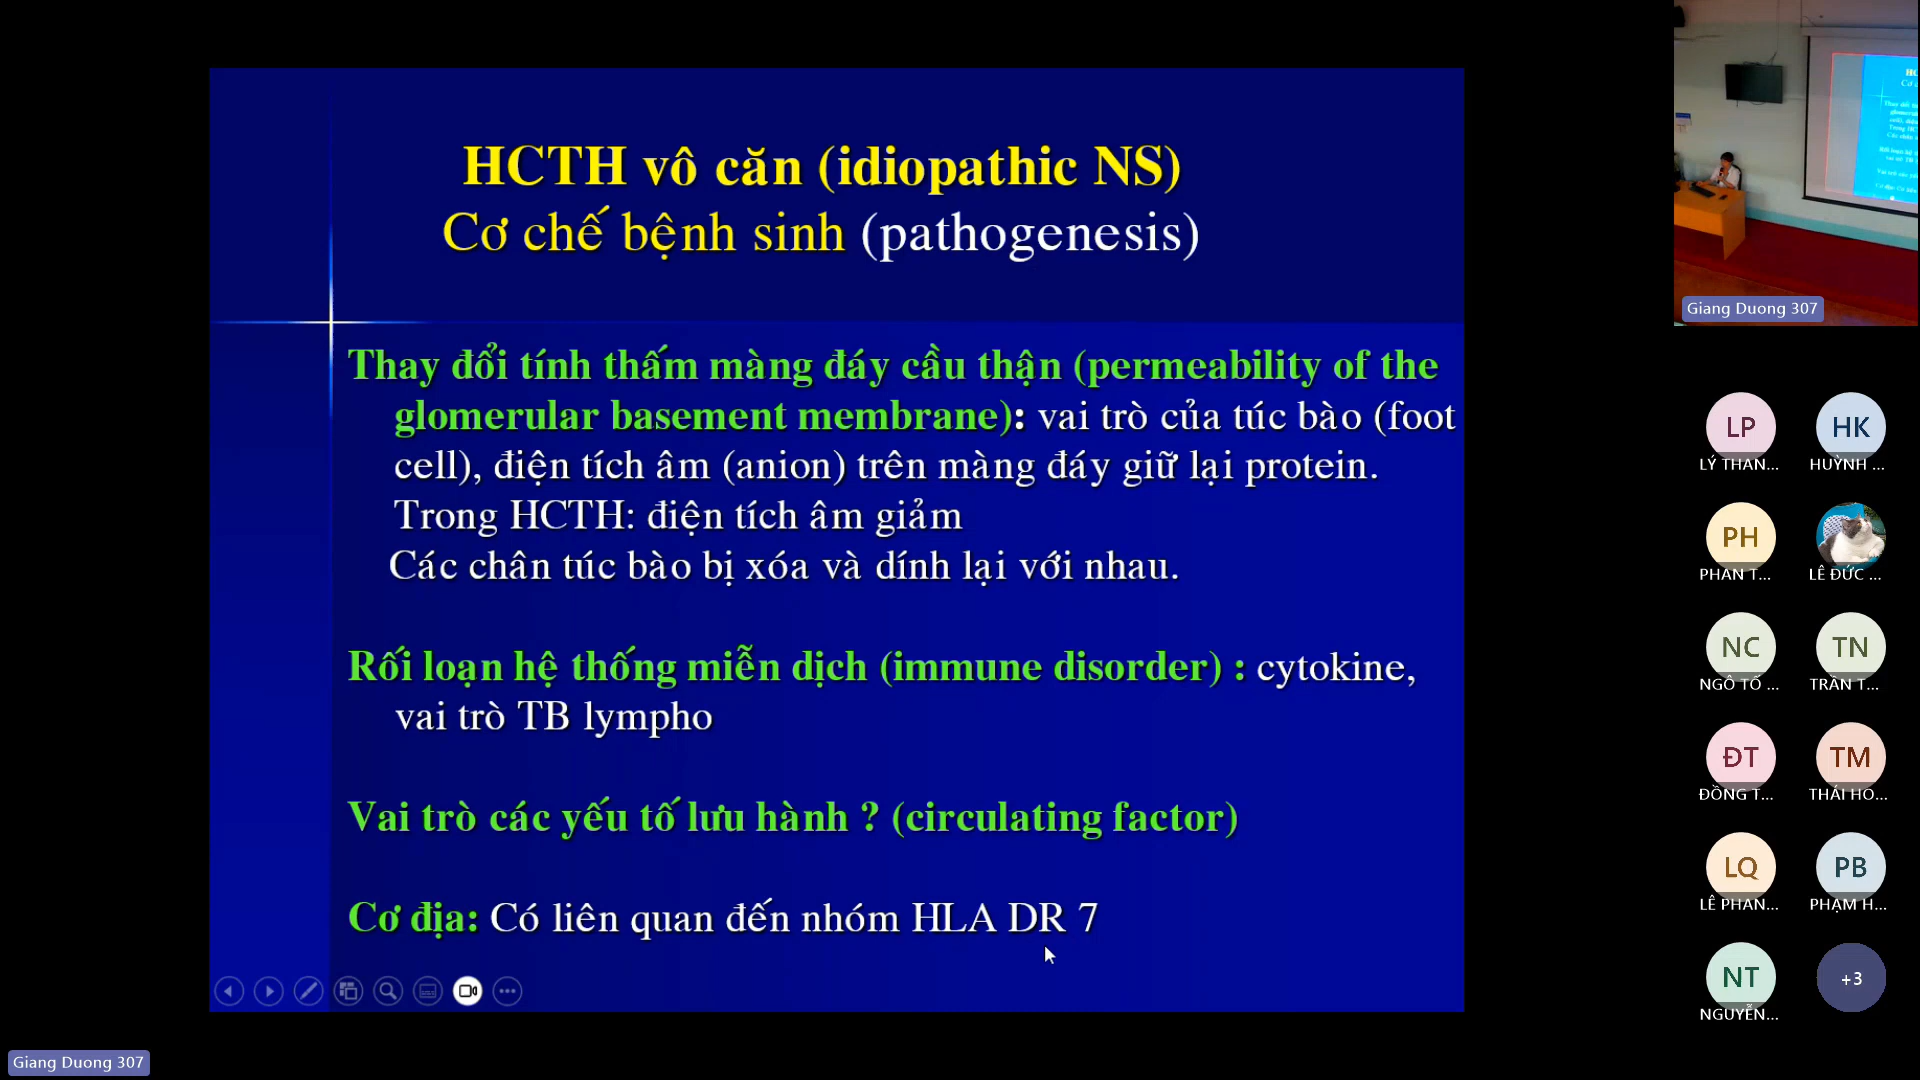 HCTH vô căn (idiopathic NS)
Cơ chế bệnh sinh (pathogenesis)
Thay đổi tính thấm màng đáy cầu thận (permeability of the
glomerular basement membrane): vai trò của túc bào (foot
cell), điện tích âm (anion) trên màng đáy giữ lại protein.
Trong HCTH: điện tích âm giảm
Các chân túc bào bị xóa và dính lại với nhau.
Rối loạn hệ thống miễn dịch (immune disorder) : cytokine,
vai trò TB lympho
Vai trò các yếu tố lưu hành ? (circulating factor)
Cơ địa: Có liên quan đến nhóm HLA DR 7
Giang Duong 307
Giang Duong 307
LP
LÝ THAN...
HK
HUỲNH ...
PH
PHAN T...
LÊ ĐỨC ...
NC
NGÔ TỐ ...
TN
TRẦN T...
ĐT
ĐỒNG T...
TM
THÁI HO...
LQ
LÊ PHAN...
PB
PHẠM H...
NT
NGUYỄN...
+3